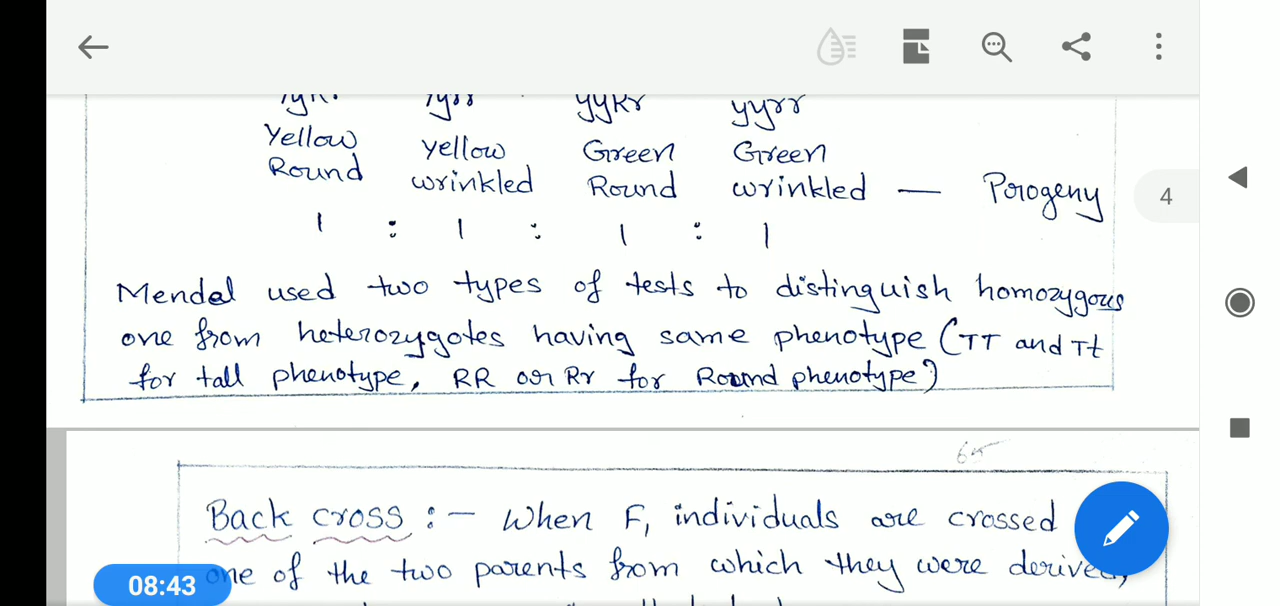 yyRr yyrr
Yellow yellow Green Green
Round wrinkled Round wrinkled — Porogeny
1 : 1 : 1 : 1
4
Mendel used two types of tests to distinguish homozygous
one from heterozygotes having same phenotype (TT and Tt
for tall phenotype, RR or Rr for Round phenotype)
65
Back cross :- When F1 individuals are crossed
one of the two parents from which they were derived,
08:43